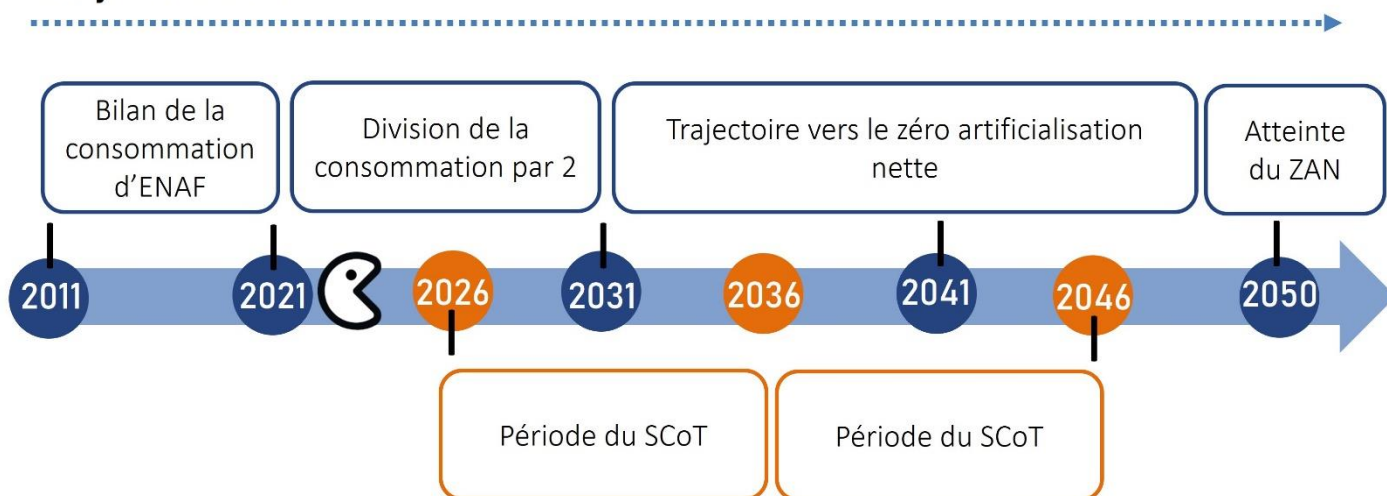 Bilan de la
consommation
d’ENAF
Division de la
consommation par 2
Trajectoire vers le zéro artificialisation
nette
Atteinte
du ZAN
2011
2021
2026
2031
2036
2041
2046
2050
Période du SCoT
Période du SCoT